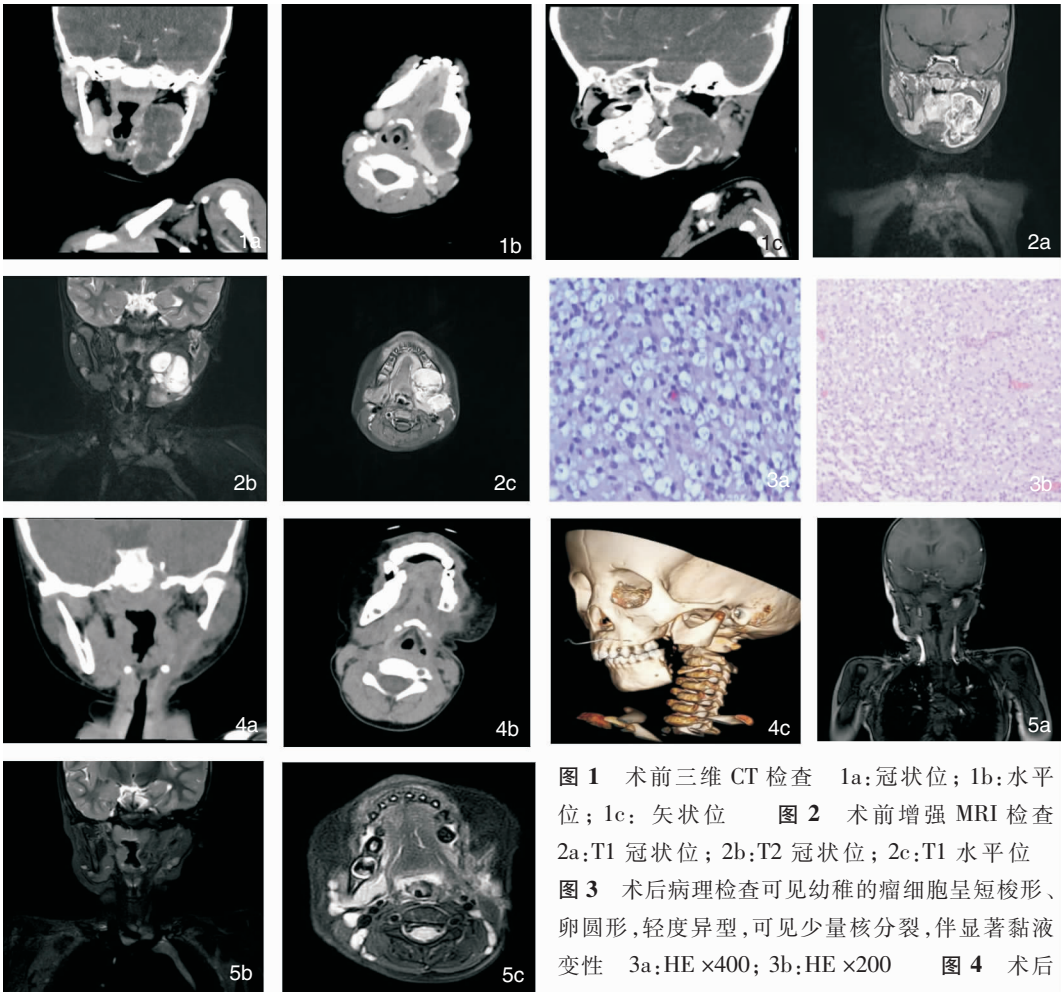 1a
1b
1c
2a
2b
2c
3a
3b
4a
4b
4c
5a
5b
5c
图 1 术前三维 CT 检查 1a:冠状位; 1b:水平
位; 1c: 矢状位 图 2 术前增强 MRI 检查
2a:T1 冠状位; 2b:T2 冠状位; 2c:T1 水平位
图 3 术后病理检查可见幼稚的瘤细胞呈短梭形、
卵圆形,轻度异型,可见少量核分裂,伴显著黏液
变性 3a:HE ×400; 3b:HE ×200 图 4 术后